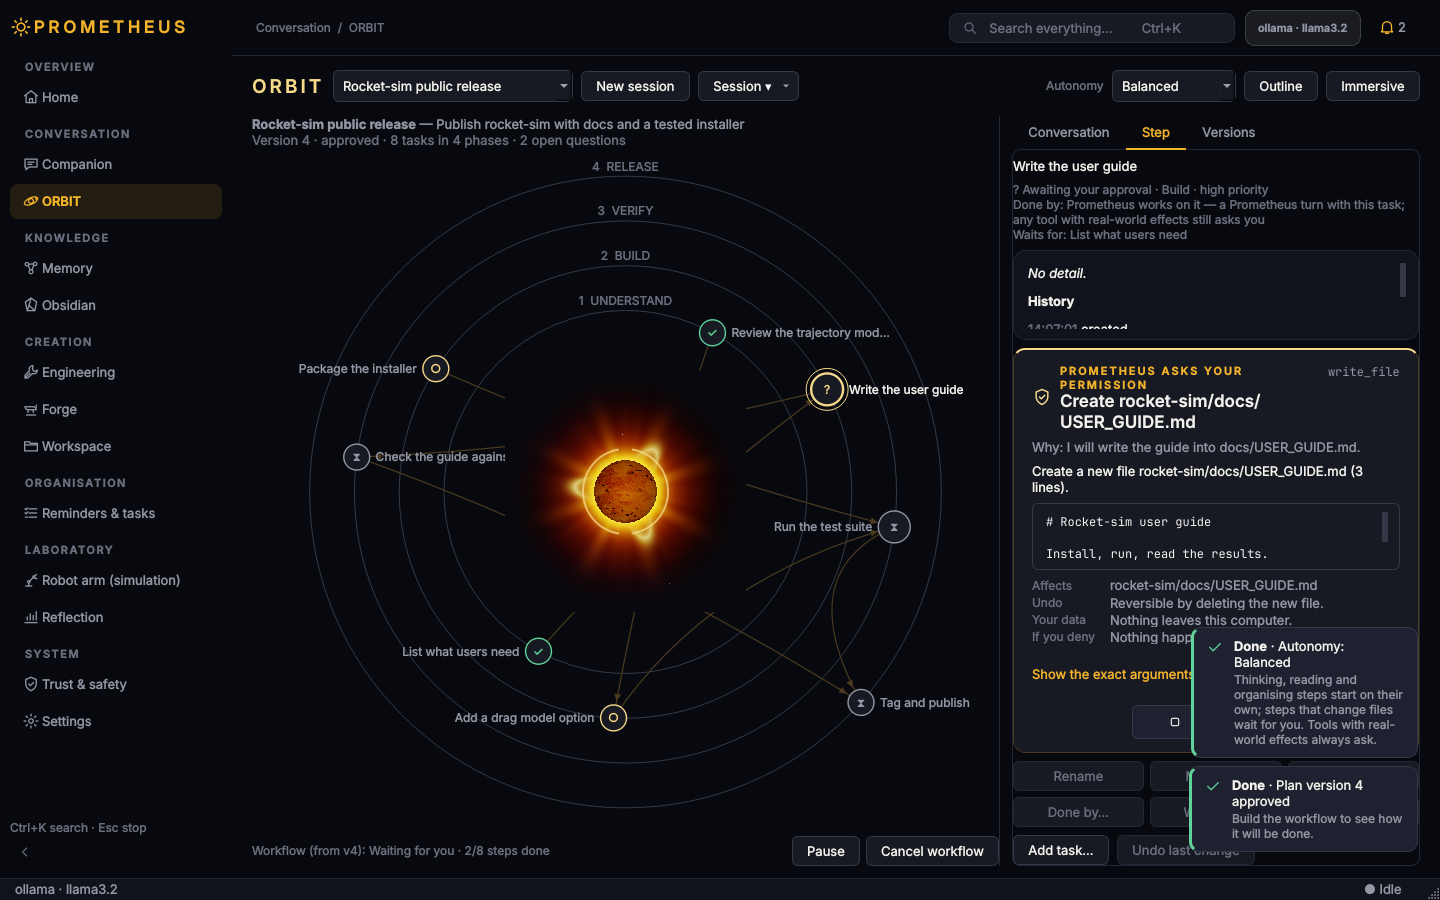 PROMETHEUS
Conversation / ORBIT
Search everything... Ctrl+K
ollama · llama3.2
2
OVERVIEW
Home
CONVERSATION
Companion
ORBIT
KNOWLEDGE
Memory
Obsidian
CREATION
Engineering
Forge
Workspace
ORGANISATION
Reminders & tasks
LABORATORY
Robot arm (simulation)
Reflection
SYSTEM
Trust & safety
Settings
Ctrl+K search · Esc stop
ORBIT
Rocket-sim public release
New session
Session ▾
Autonomy
Balanced
Outline
Immersive
Rocket-sim public release — Publish rocket-sim with docs and a tested installer
Version 4 · approved · 8 tasks in 4 phases · 2 open questions
4 RELEASE
3 VERIFY
2 BUILD
1 UNDERSTAND
Review the trajectory mod...
Package the installer
?
Write the user guide
Check the guide agains
Run the test suite
List what users need
Tag and publish
Add a drag model option
Workflow (from v4): Waiting for you · 2/8 steps done
Pause
Cancel workflow
Conversation
Step
Versions
Write the user guide
? Awaiting your approval · Build · high priority
Done by: Prometheus works on it — a Prometheus turn with this task;
any tool with real-world effects still asks you
Waits for: List what users need
No detail.
History
14:07:01 created
PROMETHEUS ASKS YOUR
PERMISSION
write_file
Create rocket-sim/docs/
USER_GUIDE.md
Why: I will write the guide into docs/USER_GUIDE.md.
Create a new file rocket-sim/docs/USER_GUIDE.md (3
lines).
# Rocket-sim user guide
Install, run, read the results.
Affects rocket-sim/docs/USER_GUIDE.md
Undo Reversible by deleting the new file.
Your data Nothing leaves this computer.
If you deny Nothing happ
Show the exact arguments
Done · Autonomy:
Balanced
Thinking, reading and
organising steps start on their
own; steps that change files
wait for you. Tools with real-
world effects always ask.
Rename
Done by...
Done · Plan version 4
approved
Build the workflow to see how
it will be done.
Add task...
Undo last change
ollama · llama3.2
Idle